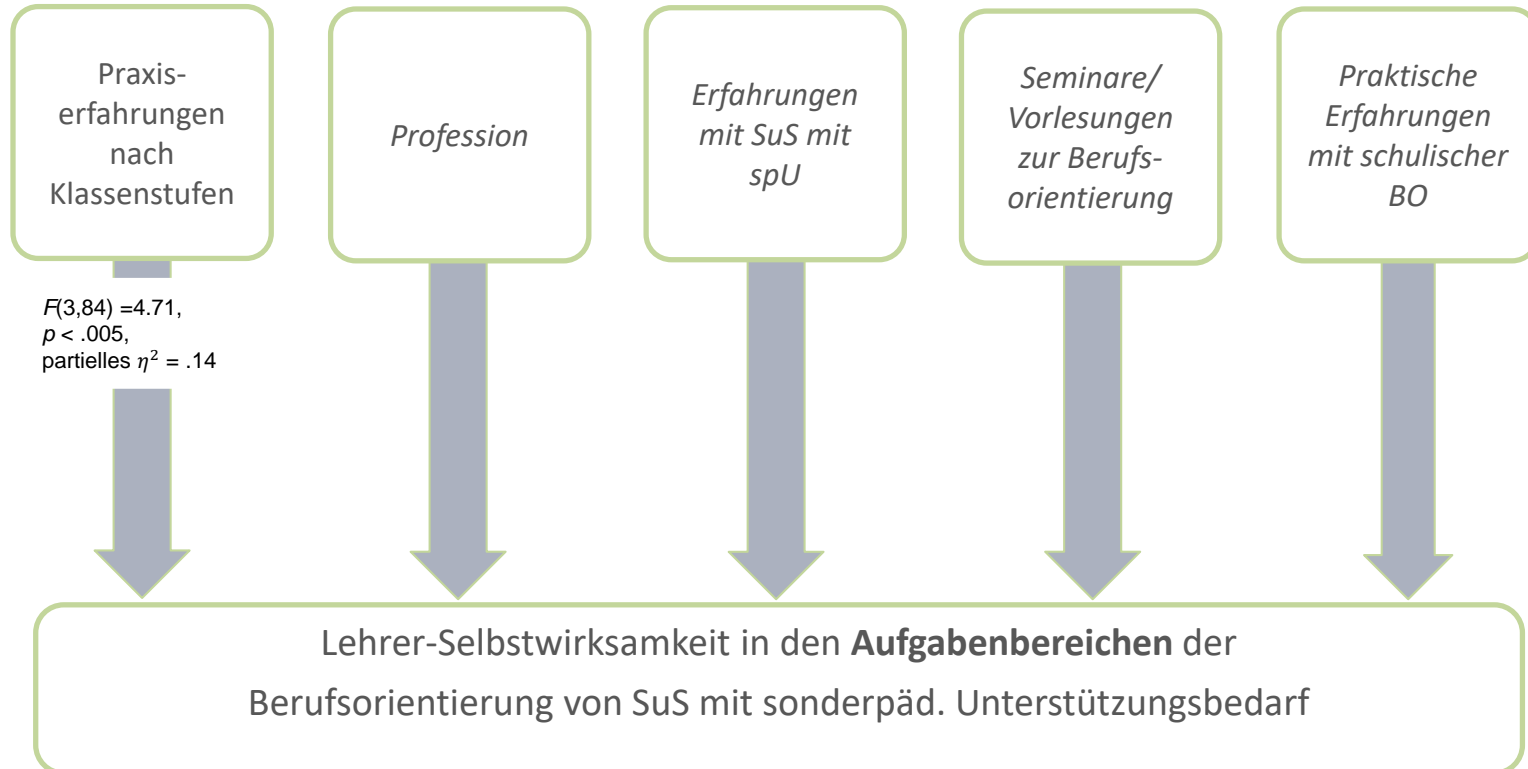 Praxis-
erfahrungen
nach
Klassenstufen
Profession
Erfahrungen
mit SuS mit
spU
Seminare/
Vorlesungen
zur Berufs-
orientierung
Praktische
Erfahrungen
mit schulischer
BO
F(3,84) =4.71,
p < .005,
partielles η² = .14
Lehrer-Selbstwirksamkeit in den Aufgabenbereichen der
Berufsorientierung von SuS mit sonderpäd. Unterstützungsbedarf